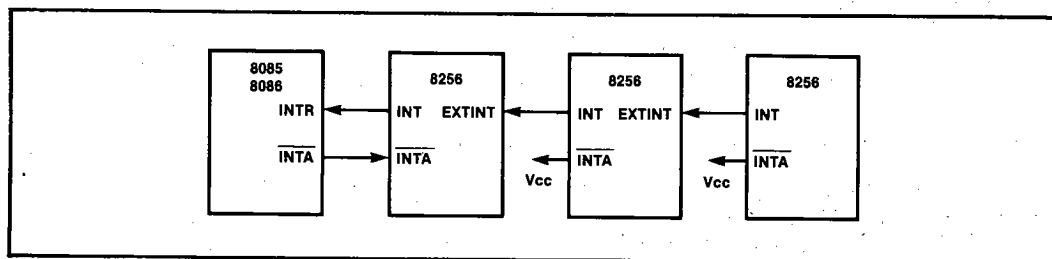 8085
8086
INTR
INTA
8256
INT EXTINT
INTA
Vcc
8256
INT EXTINT
INTA
Vcc
8256
INT
INTA